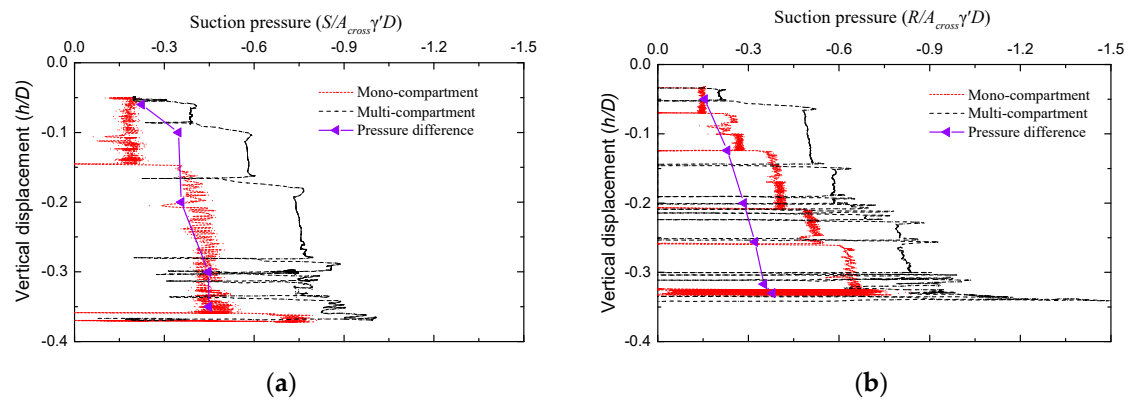 Suction pressure (S/A_cross γ′D)
0.0 -0.3 -0.6 -0.9 -1.2 -1.5
0.0
-0.1
-0.2
-0.3
-0.4
Vertical displacement (h/D)
Mono-compartment
Multi-compartment
Pressure difference
(a)
Suction pressure (R/A_cross γ′D)
0.0 -0.3 -0.6 -0.9 -1.2 -1.5
0.0
-0.1
-0.2
-0.3
-0.4
Vertical displacement (h/D)
Mono-compartment
Multi-compartment
Pressure difference
(b)